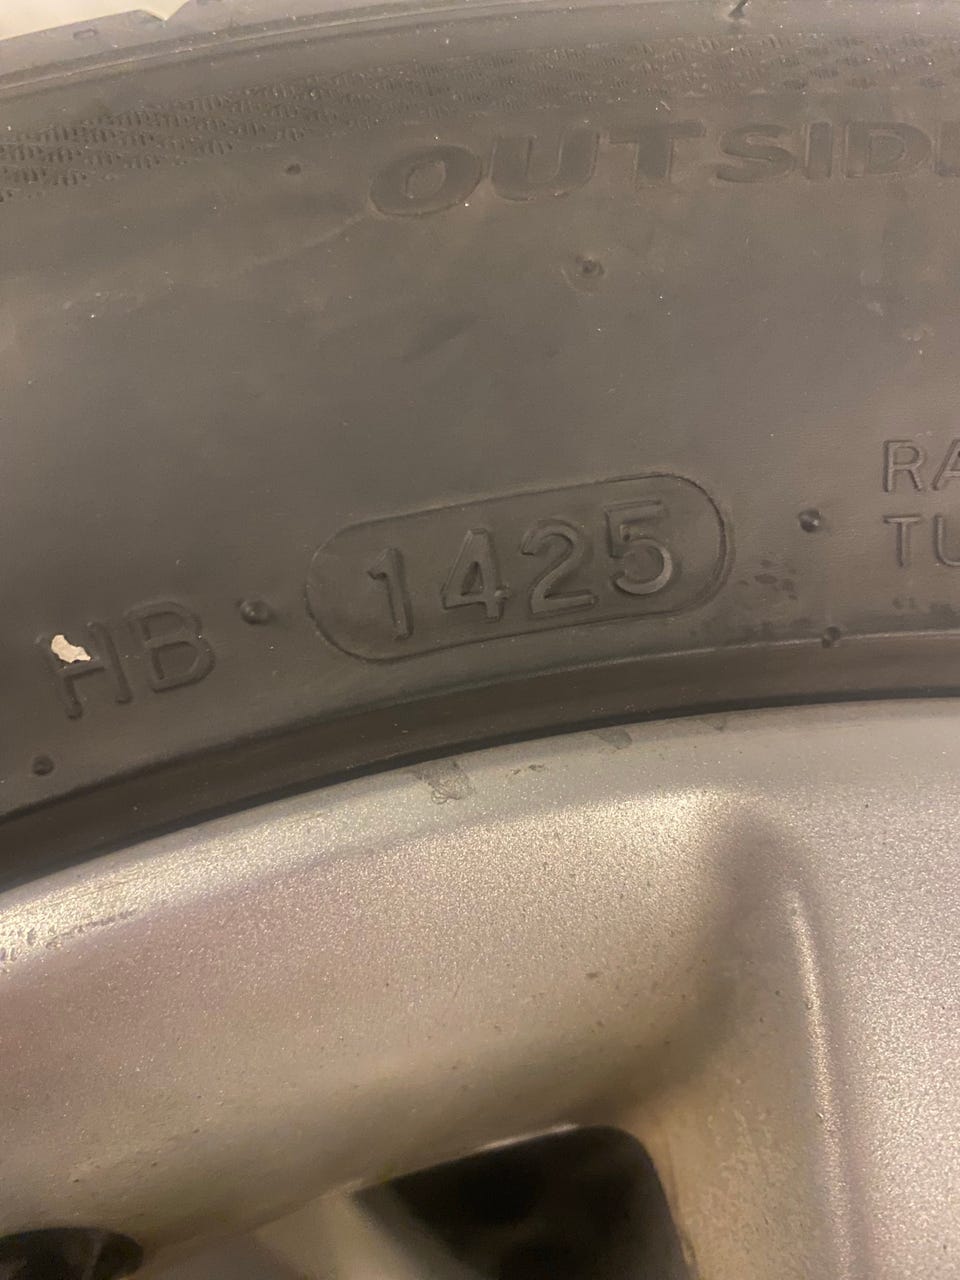 OUTSIDE
HB 1425
RA
TU